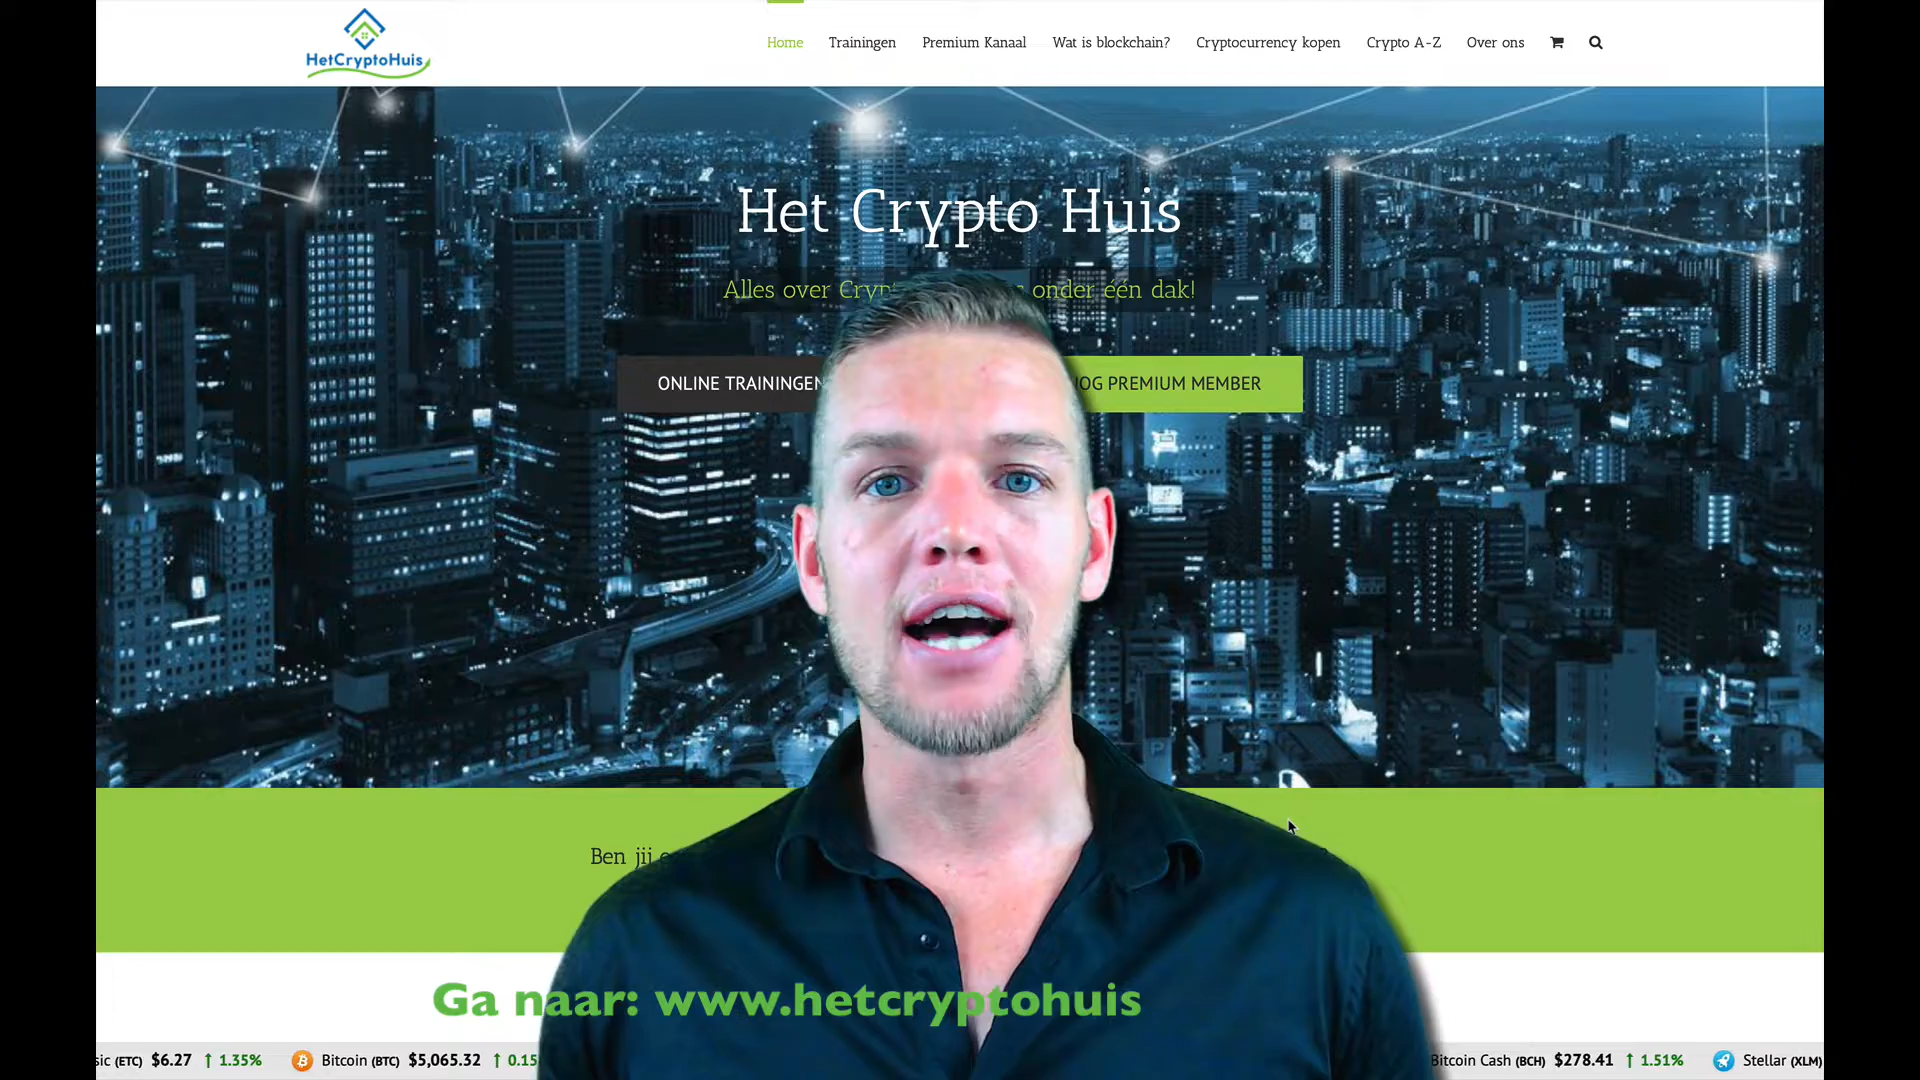 HetCryptoHuis
Home Trainingen Premium Kanaal Wat is blockchain? Cryptocurrency kopen Crypto A-Z Over ons
Het Crypto Huis
Alles over onder één dak!
ONLINE TRAININGEN PREMIUM MEMBER
Ben jij
Ga naar: www.hetcryptohuis
(ETC) $6.27 ↑ 1.35% Bitcoin (BTC) $5,065.32 ↑ 0.15 Bitcoin Cash (BCH) $278.41 ↑ 1.51% Stellar (XLM)